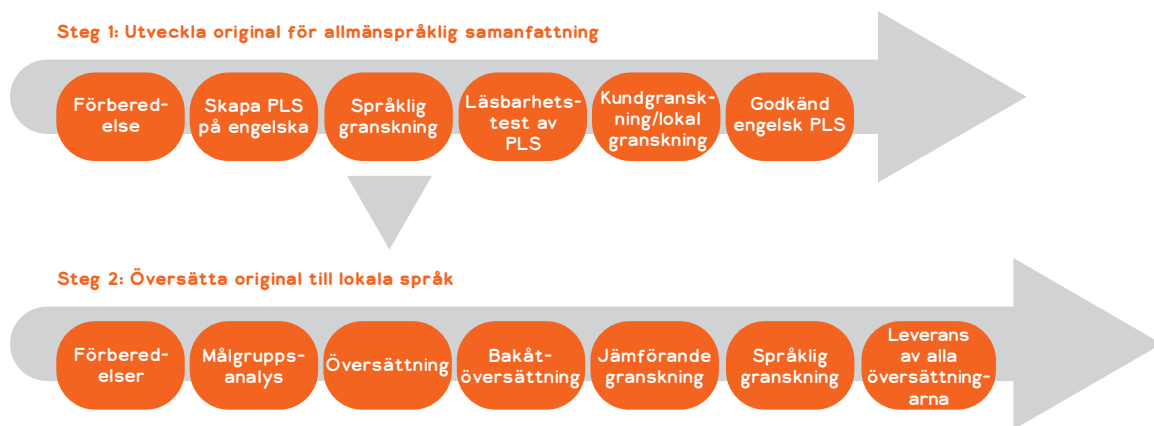 Steg 1: Utveckla original för allmänspråklig samanfattning
Förbered-
else
Skapa PLS
på engelska
Språklig
granskning
Läsbarhets-
test av
PLS
Kundgransk-
ning/lokal
granskning
Godkänd
engelsk PLS
Steg 2: Översätta original till lokala språk
Förbered-
elser
Målgrupps-
analys
Översättning
Bakåt-
översättning
Jämförande
granskning
Språklig
granskning
Leverans
av alla
översättning-
arna